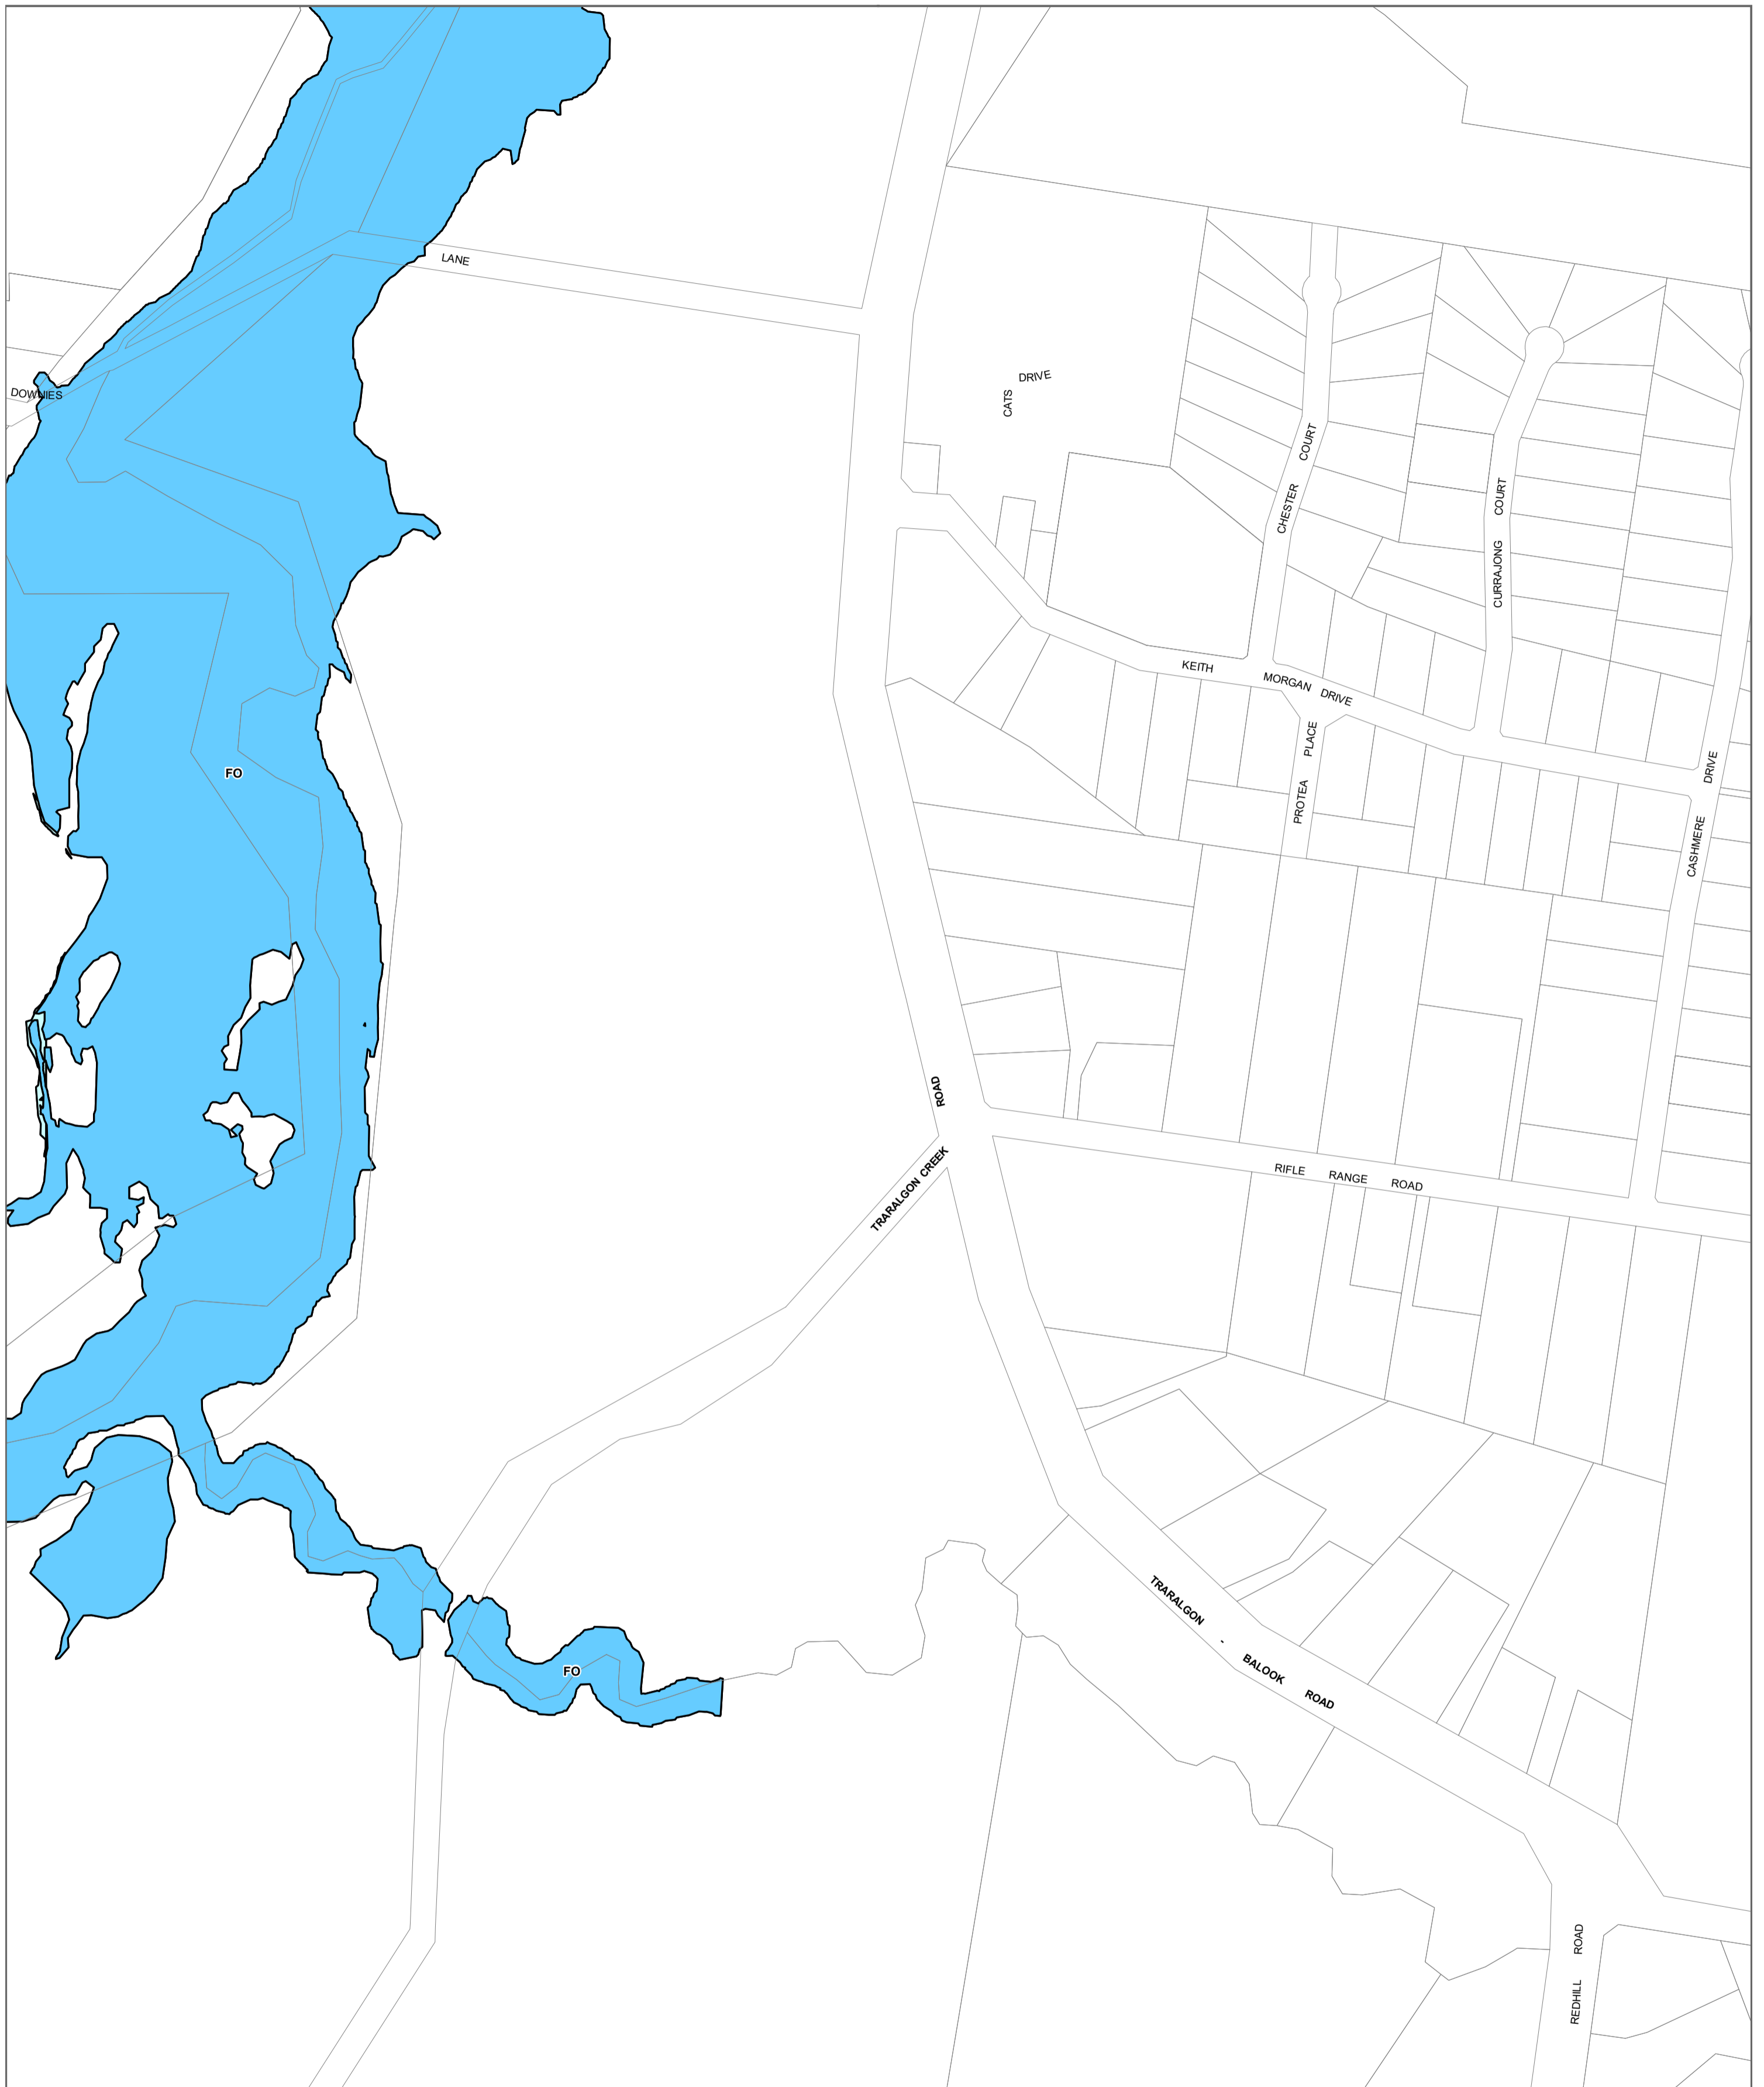 LANE
DOWNIES
CATS DRIVE
CHESTER COURT
CURRAJONG COURT
KEITH MORGAN DRIVE
PROTEA PLACE
CASHMERE DRIVE
FO
ROAD
TRARALGON CREEK
RIFLE RANGE ROAD
TRARALGON - BALOOK ROAD
FO
REDHILL ROAD